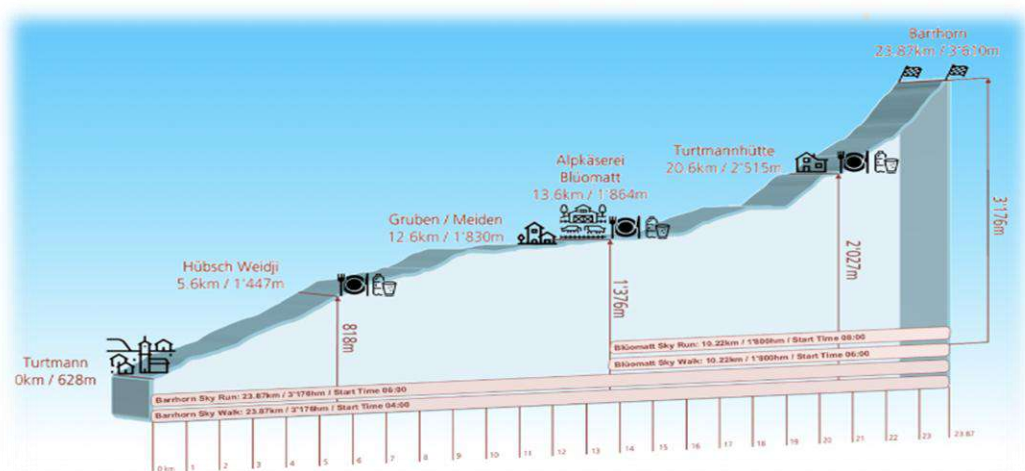 Barrhorn
23.87km / 3'610m
Turtmannhütte
20.6km / 2'515m
Alpkäserei
Blüomatt
13.6km / 1'864m
Gruben / Meiden
12.6km / 1'830m
Hübsch Weidji
5.6km / 1'447m
Turtmann
0km / 628m
818m
1'376m
2'027m
3'176m
Blüomatt Sky Run: 10.22km / 1'800hm / Start Time 08:00
Blüomatt Sky Walk: 10.22km / 1'800hm / Start Time 06:00
Barrhorn Sky Run: 23.87km / 3'176hm / Start Time 06:00
Barrhorn Sky Walk: 23.87km / 3'176hm / Start Time 04:00
0 km 1 2 3 4 5 6 7 8 9 10 11 12 13 14 15 16 17 18 19 20 21 22 23 23.87